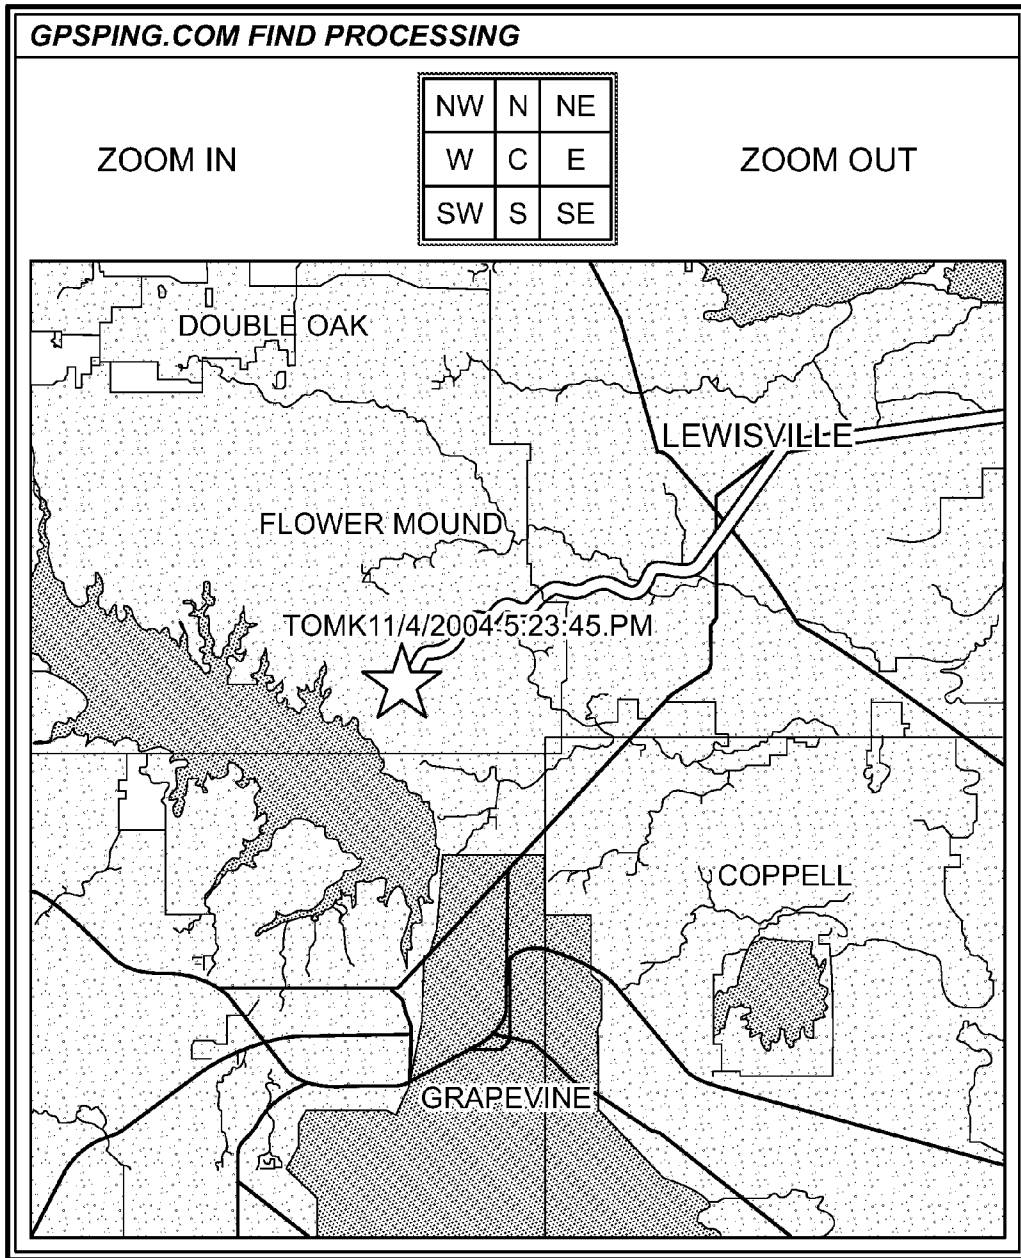 GPSPING.COM FIND PROCESSING
NW N NE
ZOOM IN W C E ZOOM OUT
SW S SE
DOUBLE OAK
LEWISVILLE
FLOWER MOUND
TOMK11/4/2004 5:23:45.PM
COPPELL
GRAPEVINE